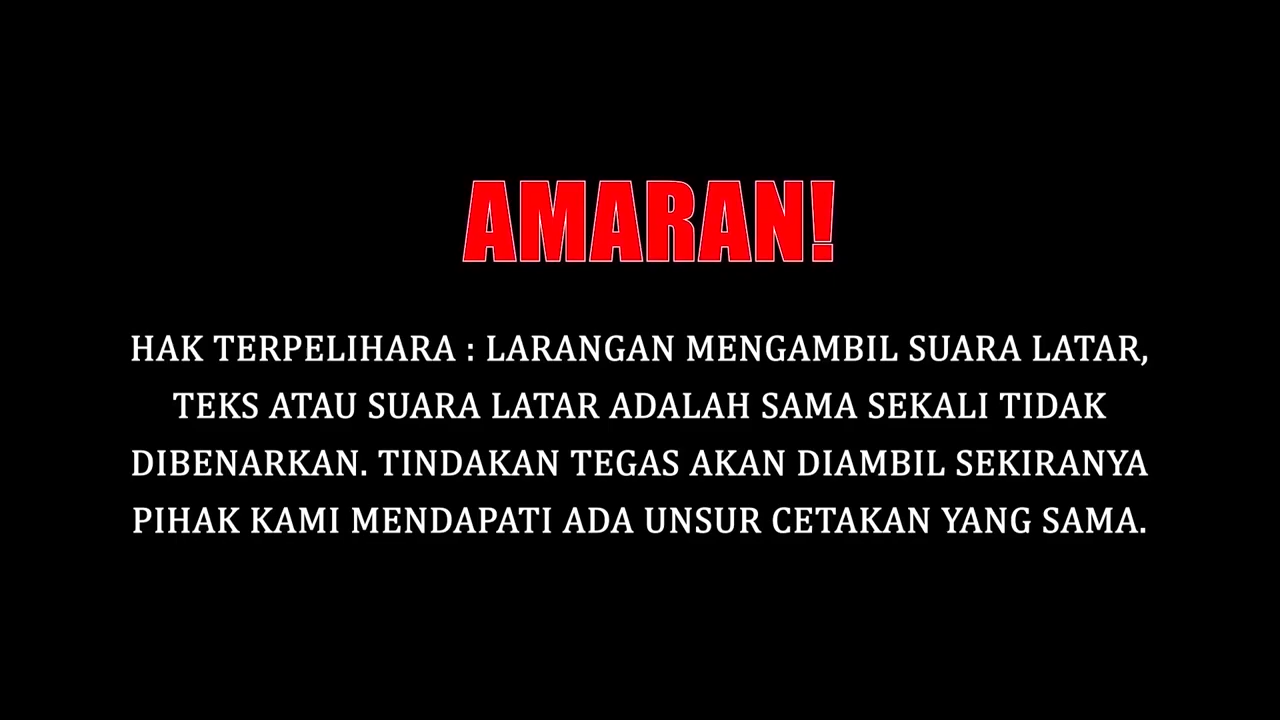 AMARAN!
HAK TERPELIHARA : LARANGAN MENGAMBIL SUARA LATAR,
TEKS ATAU SUARA LATAR ADALAH SAMA SEKALI TIDAK
DIBENARKAN. TINDAKAN TEGAS AKAN DIAMBIL SEKIRANYA
PIHAK KAMI MENDAPATI ADA UNSUR CETAKAN YANG SAMA.